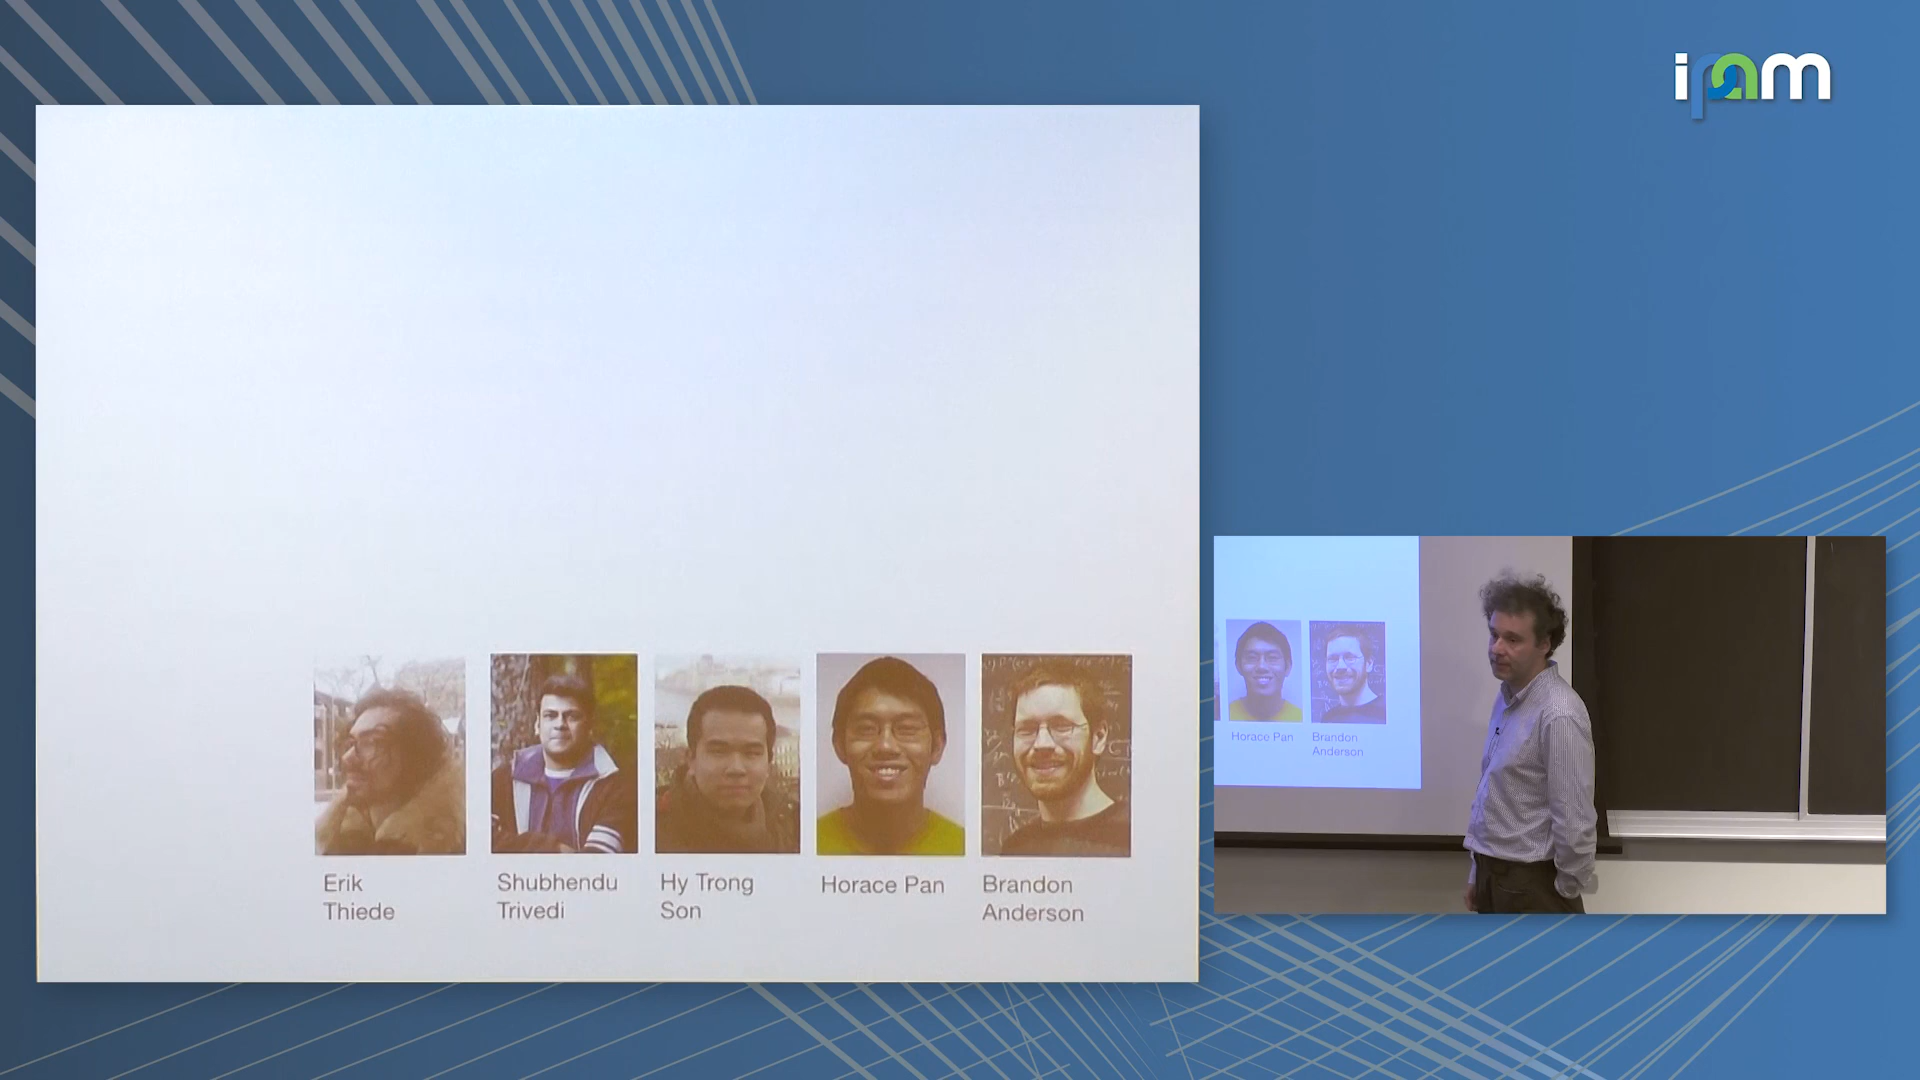 ipam
Erik
Thiede
Shubhendu
Trivedi
Hy Trong
Son
Horace Pan
Brandon
Anderson
Horace Pan
Brandon
Anderson